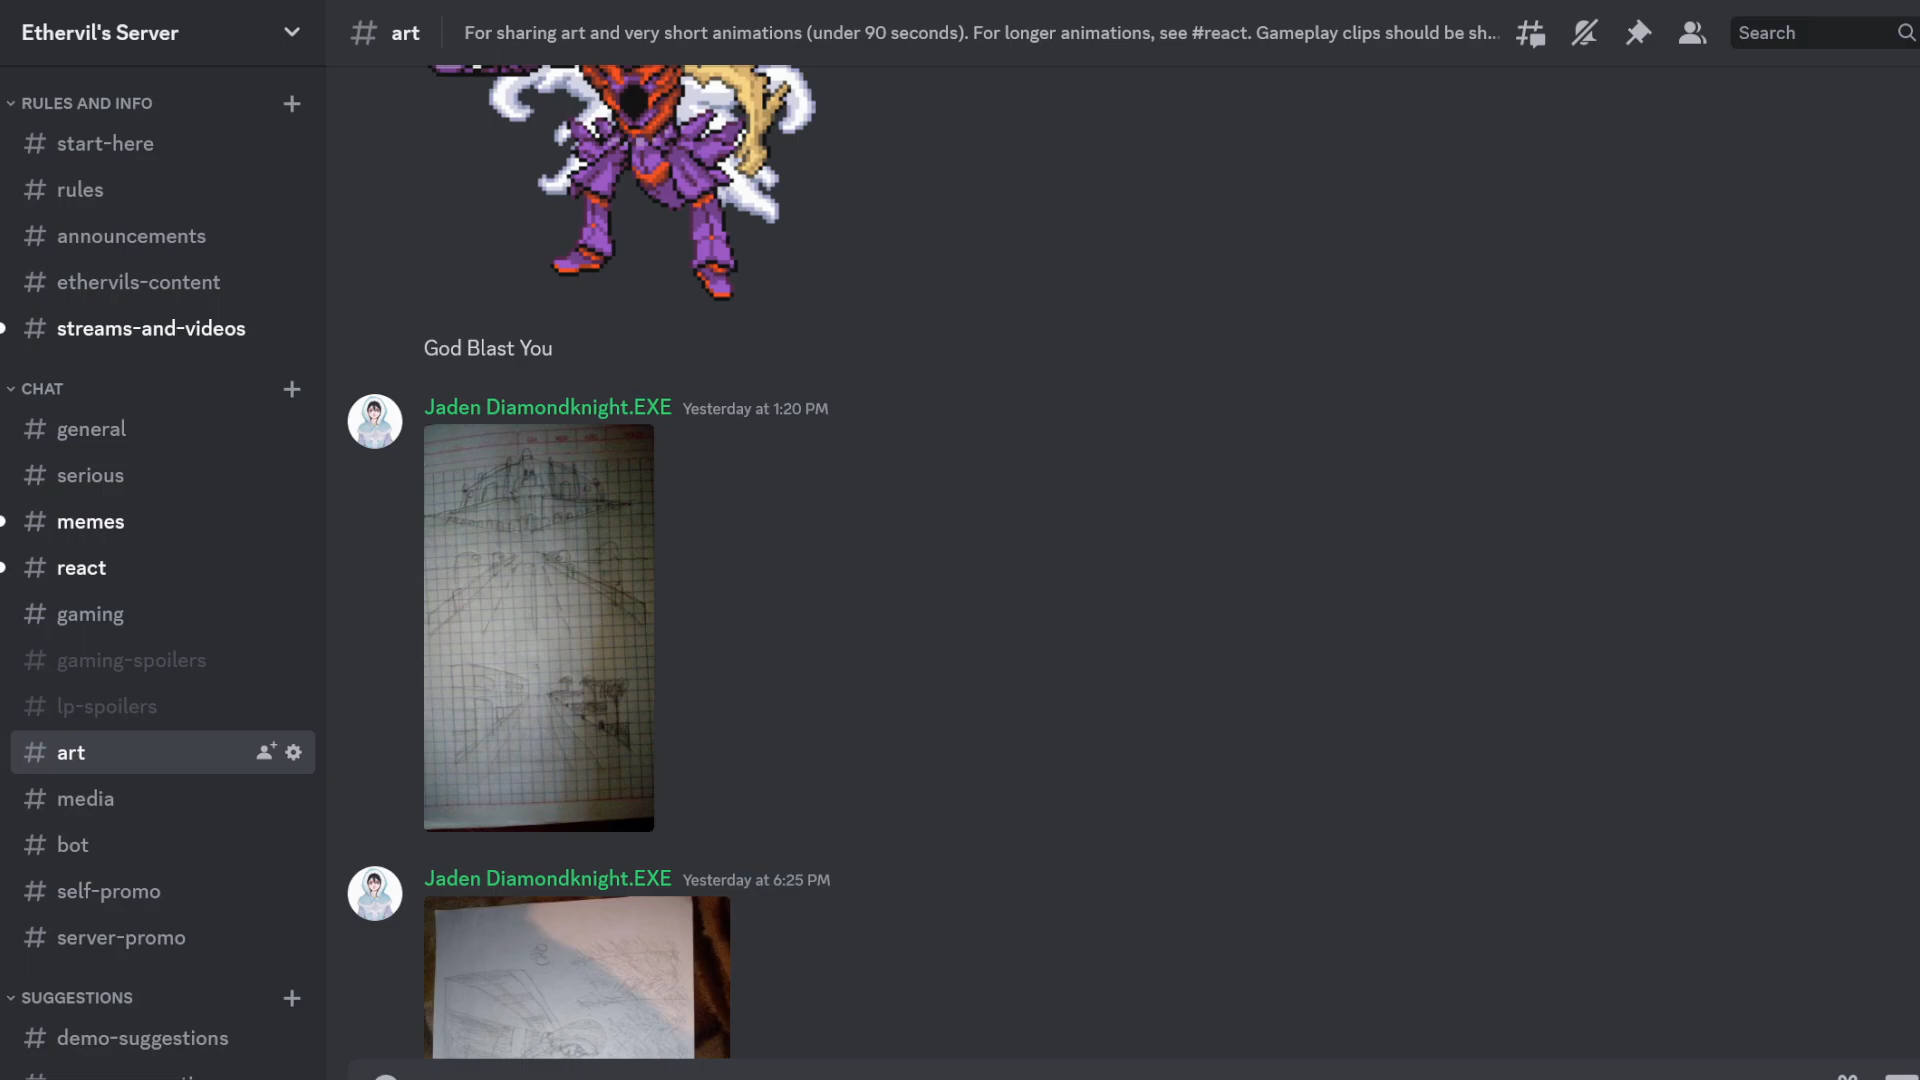 Ethervil's Server
# art
For sharing art and very short animations (under 90 seconds). For longer animations, see #react. Gameplay clips should be sh...
Search
RULES AND INFO
start-here
rules
announcements
ethervils-content
streams-and-videos
CHAT
general
serious
memes
react
gaming
gaming-spoilers
lp-spoilers
art
media
bot
self-promo
server-promo
SUGGESTIONS
demo-suggestions
God Blast You
Jaden Diamondknight.EXE Yesterday at 1:20 PM
Jaden Diamondknight.EXE Yesterday at 6:25 PM